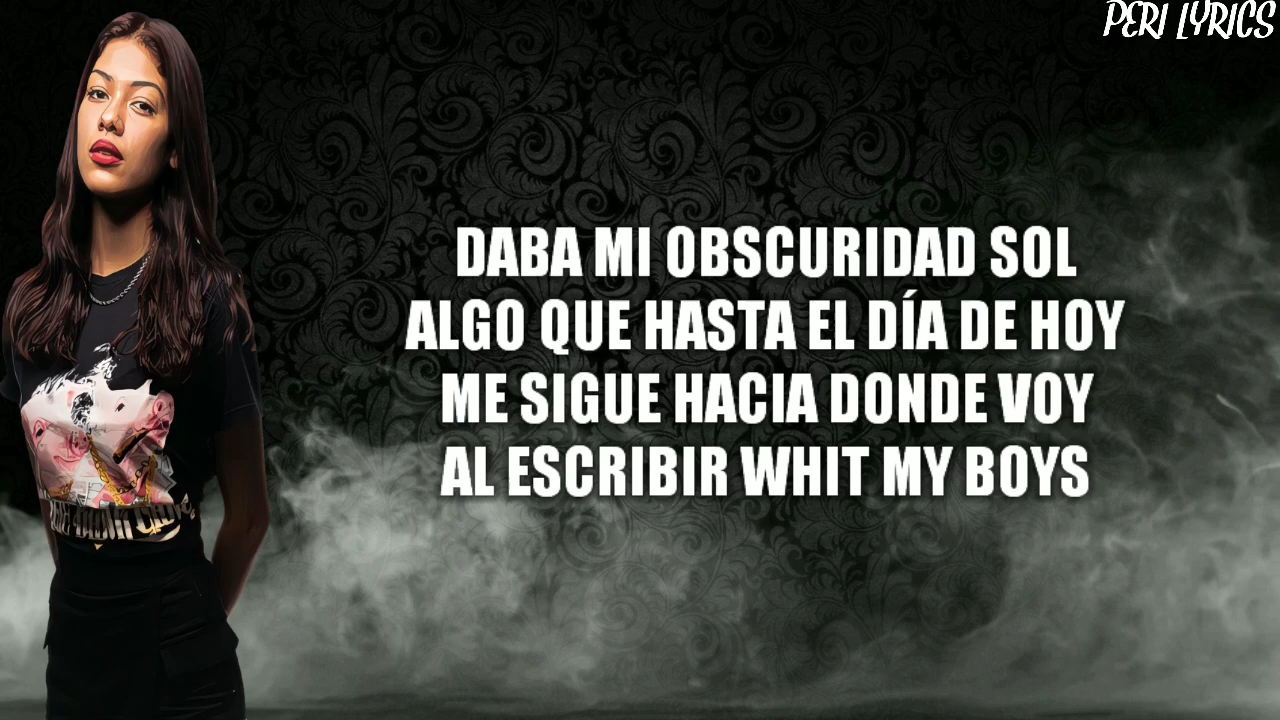 PERI LYRICS
DABA MI OBSCURIDAD SOL
ALGO QUE HASTA EL DÍA DE HOY
ME SIGUE HACIA DONDE VOY
AL ESCRIBIR WHIT MY BOYS